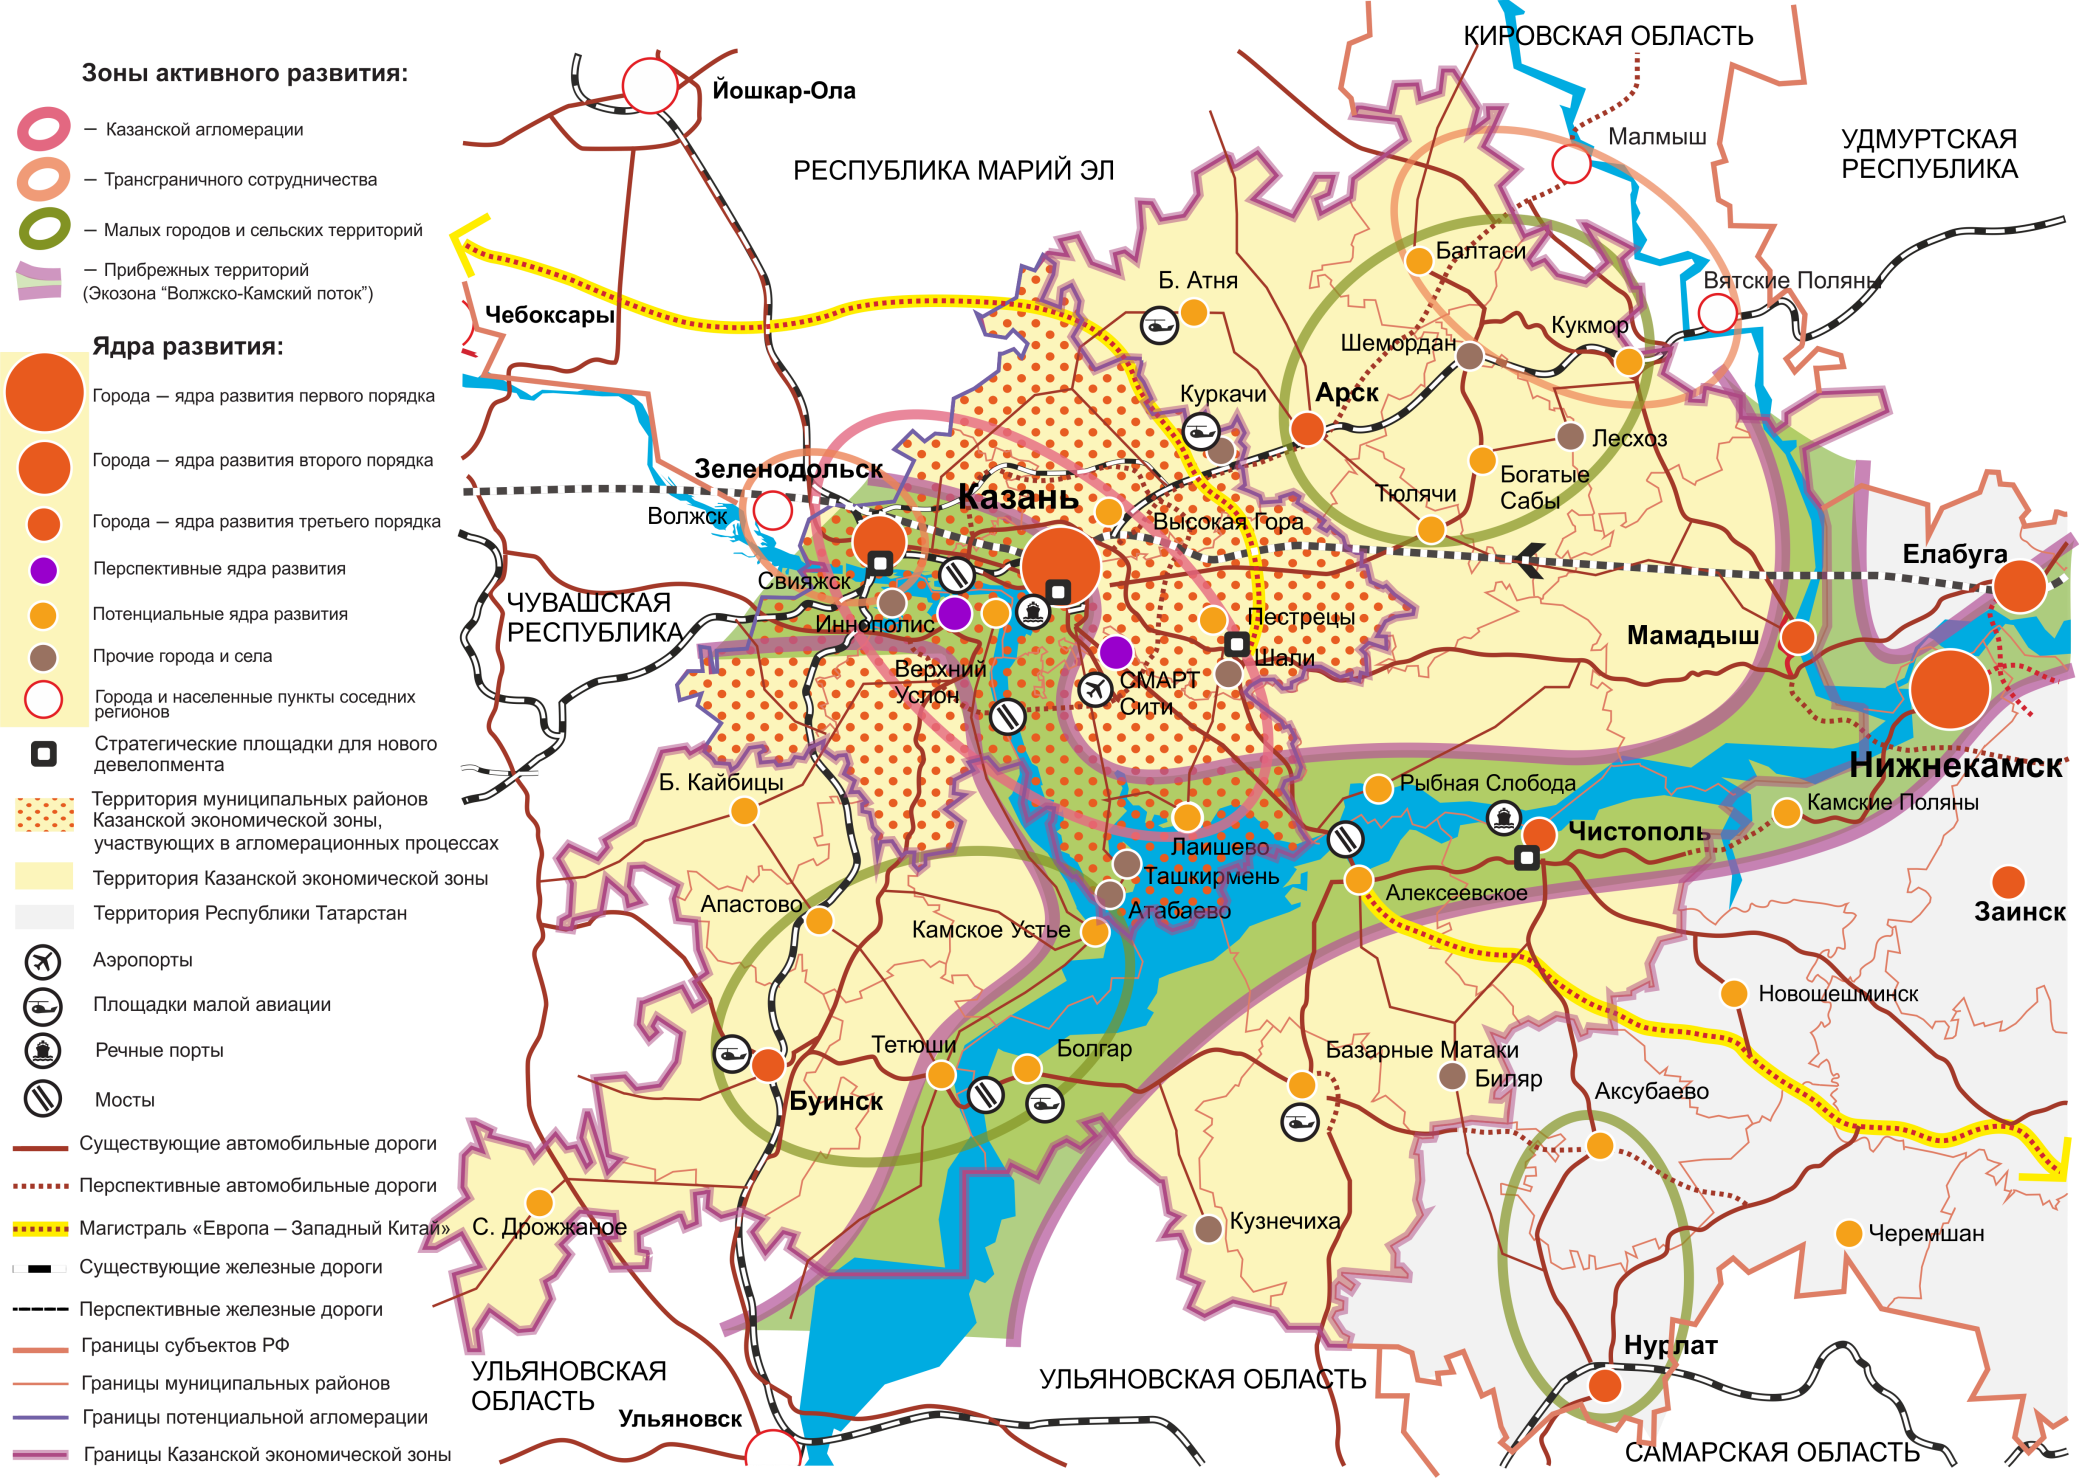 Зоны активного развития:
– Казанской агломерации
– Трансграничного сотрудничества
– Малых городов и сельских территорий
– Прибрежных территорий
(Экозона “Волжско-Камский поток”)
Ядра развития:
Города – ядра развития первого порядка
Города – ядра развития второго порядка
Города – ядра развития третьего порядка
Перспективные ядра развития
Потенциальные ядра развития
Прочие города и села
Города и населенные пункты соседних
регионов
Стратегические площадки для нового
девелопмента
Территория муниципальных районов
Казанской экономической зоны,
участвующих в агломерационных процессах
Территория Казанской экономической зоны
Территория Республики Татарстан
Аэропорты
Площадки малой авиации
Речные порты
Мосты
Существующие автомобильные дороги
Перспективные автомобильные дороги
Магистраль «Европа – Западный Китай»
Существующие железные дороги
Перспективные железные дороги
Границы субъектов РФ
Границы муниципальных районов
Границы потенциальной агломерации
Границы Казанской экономической зоны
КИРОВСКАЯ ОБЛАСТЬ
Йошкар-Ола
Малмыш
УДМУРТСКАЯ
РЕСПУБЛИКА
РЕСПУБЛИКА МАРИЙ ЭЛ
Балтаси
Б. Атня
Вятские Поляны
Чебоксары
Кукмор
Шемордан
Куркачи
Арск
Лесхоз
Зеленодольск
Богатые
Сабы
Казань
Тюлячи
Волжск
Высокая Гора
Елабуга
Свияжск
ЧУВАШСКАЯ
РЕСПУБЛИКА
Иннополис
Пестрецы
Мамадыш
Шали
Верхний
Услон
СМАРТ
Сити
Нижнекамск
Б. Кайбицы
Рыбная Слобода
Камские Поляны
Чистополь
Лаишево
Ташкирмень
Алексеевское
Апастово
Атабаево
Заинск
Камское Устье
Новошешминск
Тетюши
Болгар
Базарные Матаки
Биляр
Аксубаево
Буинск
С. Дрожжаное
Кузнечиха
Черемшан
Нурлат
УЛЬЯНОВСКАЯ
ОБЛАСТЬ
УЛЬЯНОВСКАЯ ОБЛАСТЬ
Ульяновск
САМАРСКАЯ ОБЛАСТЬ